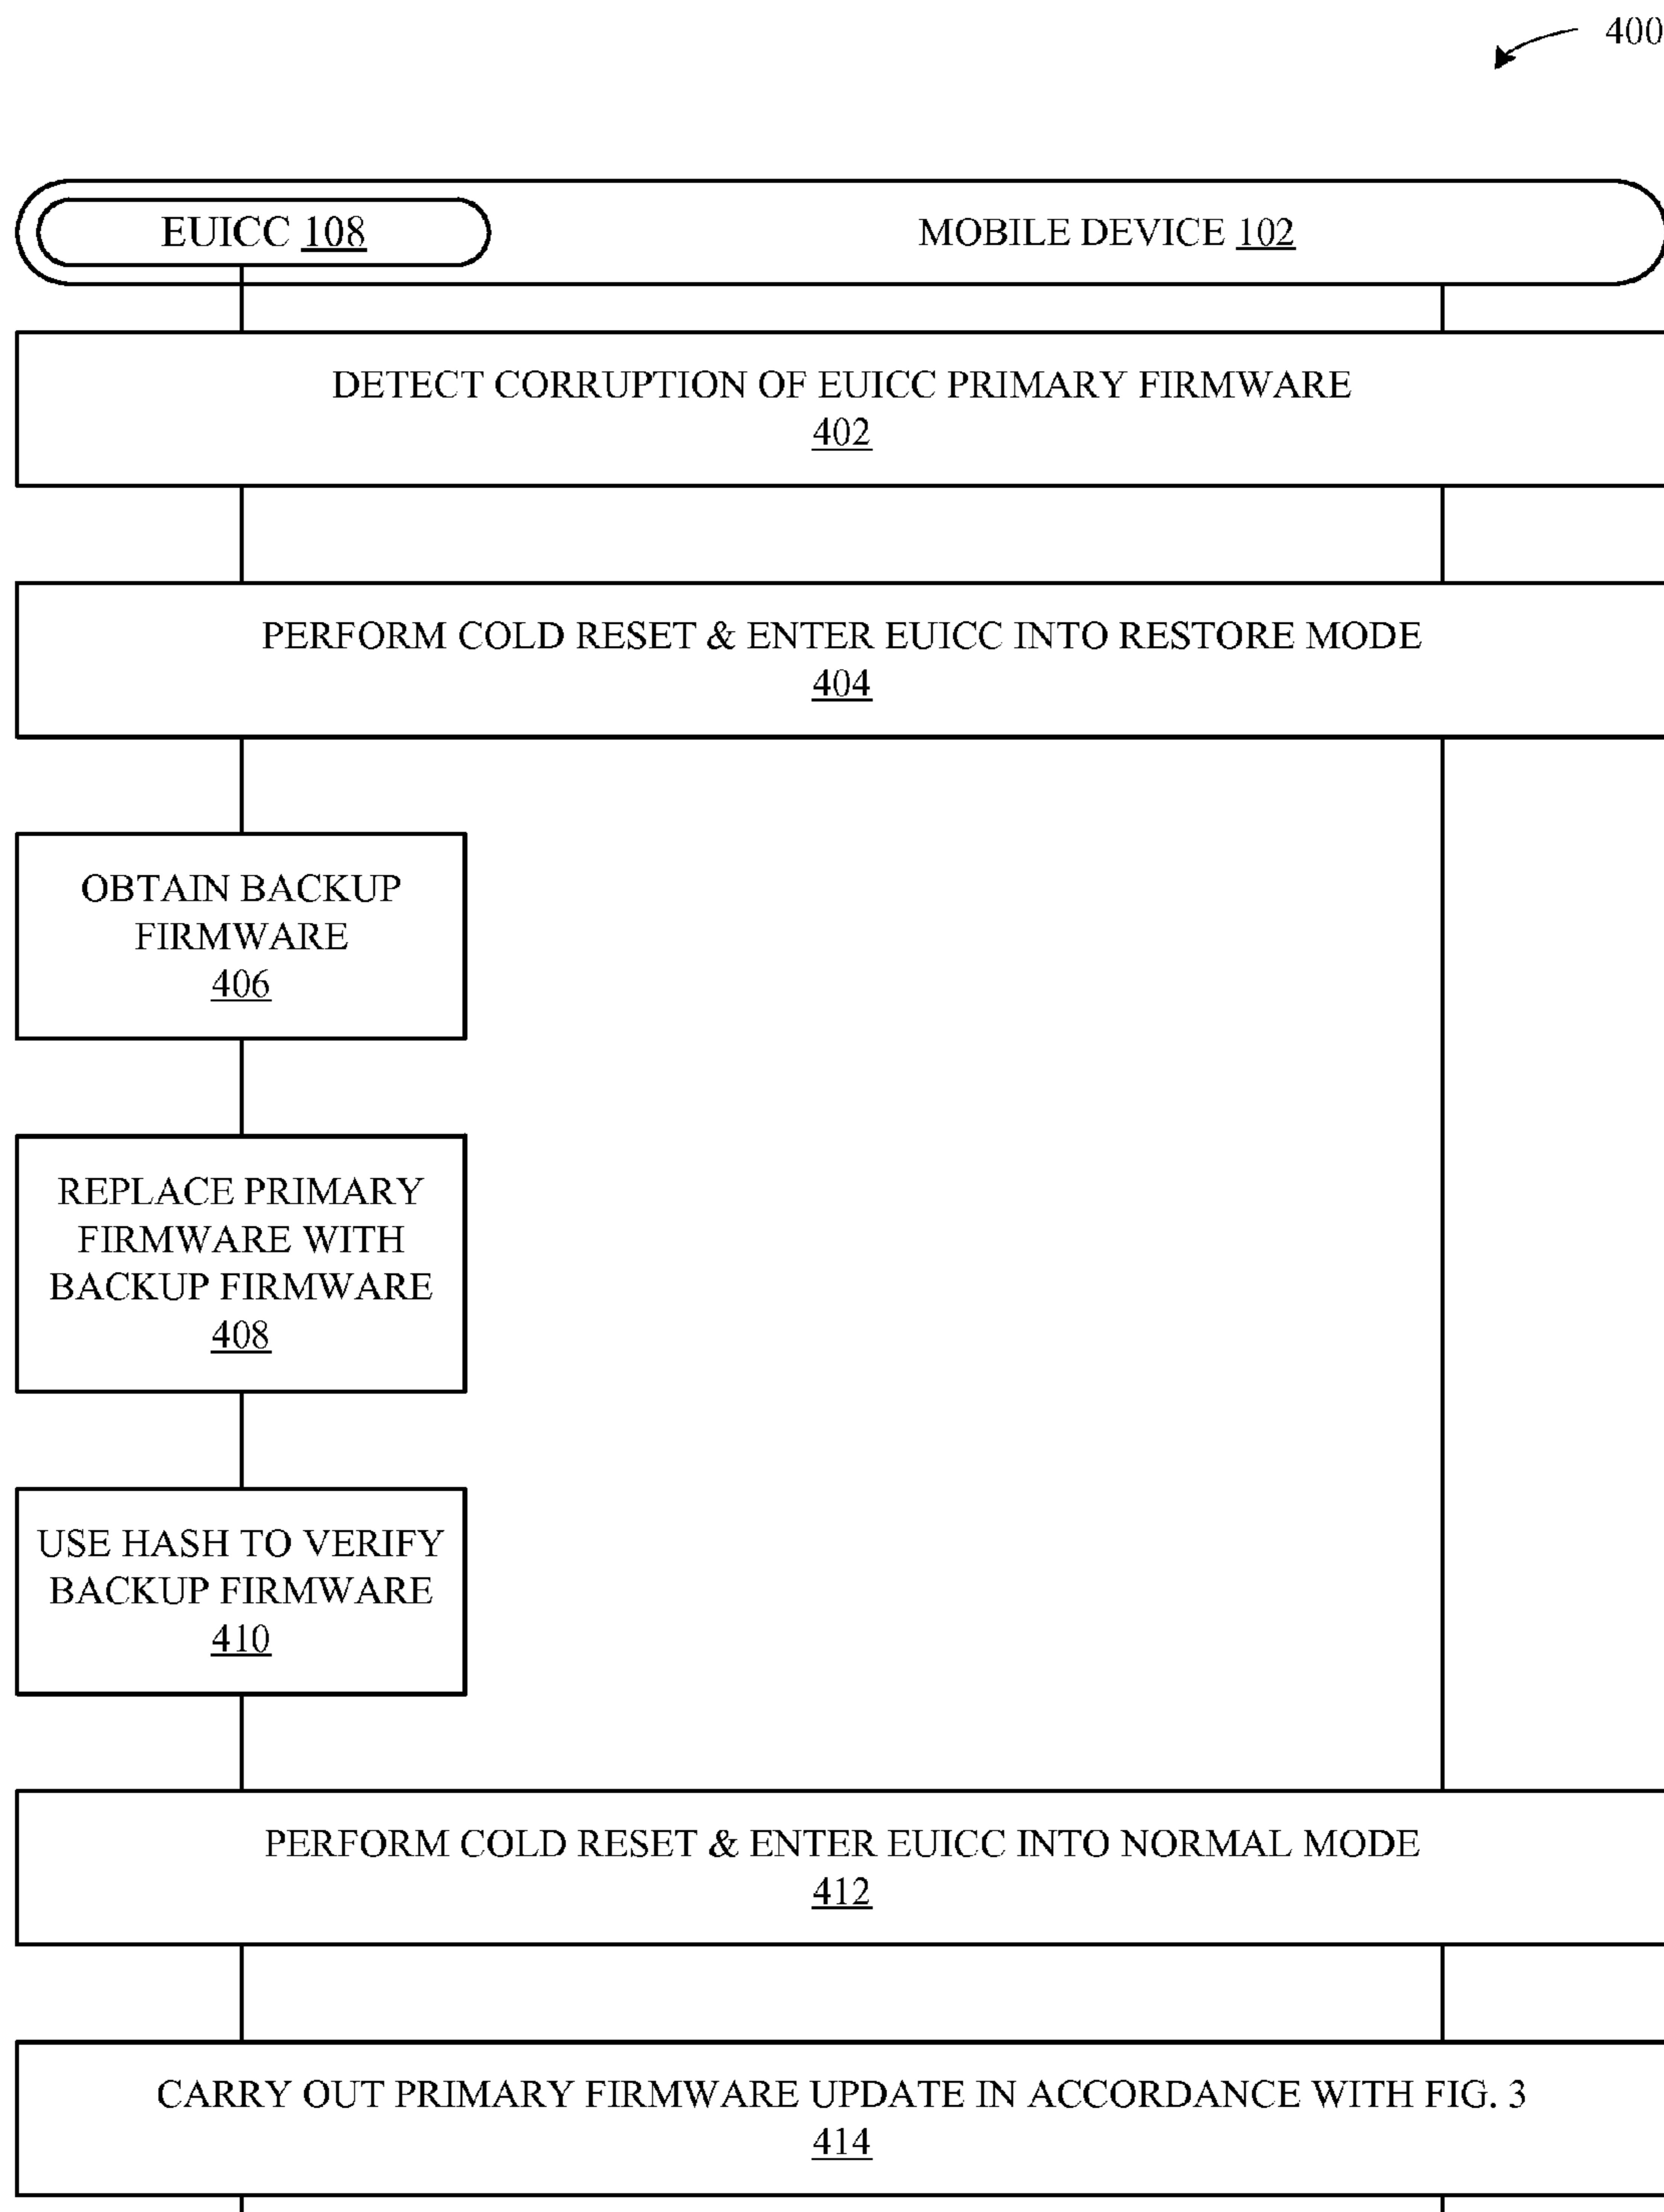 400
EUICC 108
MOBILE DEVICE 102
DETECT CORRUPTION OF EUICC PRIMARY FIRMWARE
402
PERFORM COLD RESET & ENTER EUICC INTO RESTORE MODE
404
OBTAIN BACKUP
FIRMWARE
406
REPLACE PRIMARY
FIRMWARE WITH
BACKUP FIRMWARE
408
USE HASH TO VERIFY
BACKUP FIRMWARE
410
PERFORM COLD RESET & ENTER EUICC INTO NORMAL MODE
412
CARRY OUT PRIMARY FIRMWARE UPDATE IN ACCORDANCE WITH FIG. 3
414